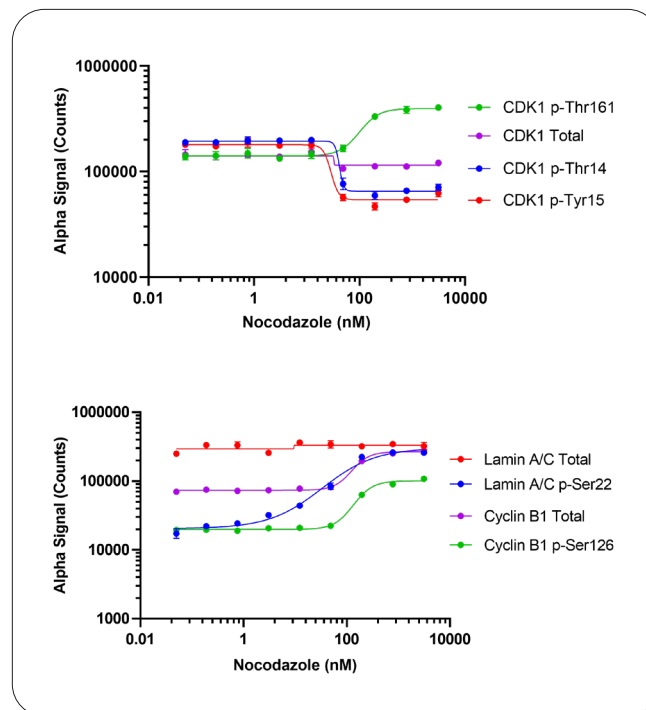 1000000
100000
10000
Alpha Signal (Counts)
0.01
1
100
10000
Nocodazole (nM)
CDK1 p-Thr161
CDK1 Total
CDK1 p-Thr14
CDK1 p-Tyr15
1000000
100000
10000
1000
Alpha Signal (Counts)
0.01
1
100
10000
Nocodazole (nM)
Lamin A/C Total
Lamin A/C p-Ser22
Cyclin B1 Total
Cyclin B1 p-Ser126